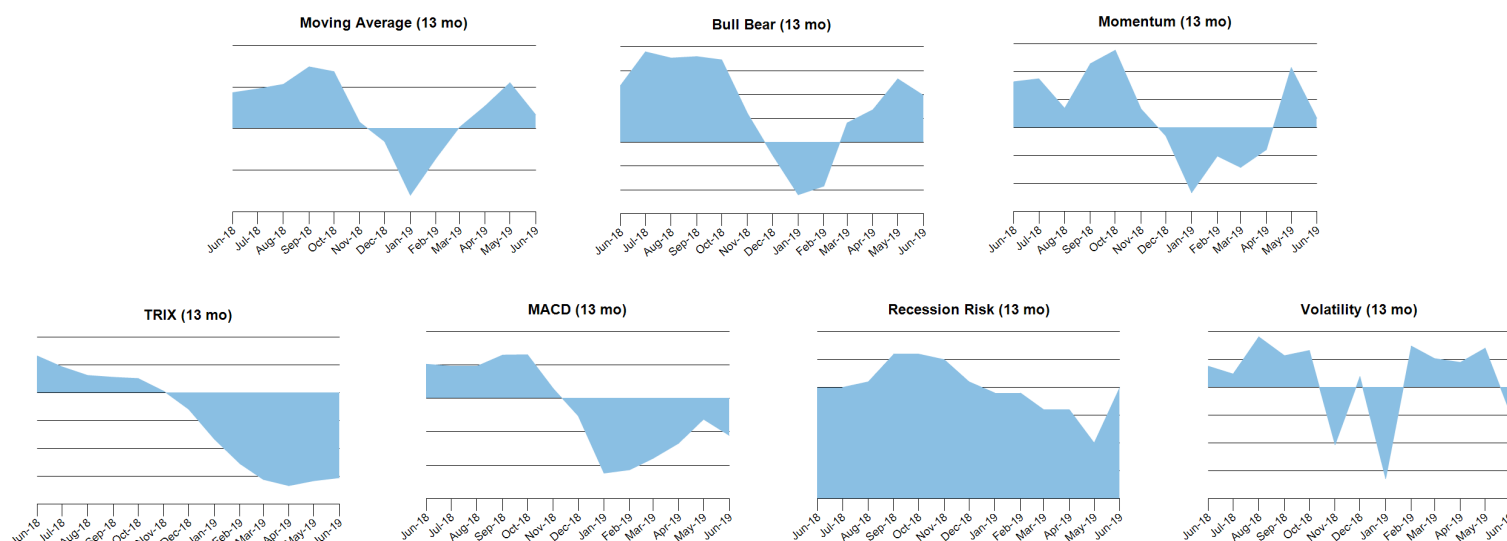 Moving Average (13 mo)
Jun-18 Jul-18 Aug-18 Sep-18 Oct-18 Nov-18 Dec-18 Jan-19 Feb-19 Mar-19 Apr-19 May-19 Jun-19
Bull Bear (13 mo)
Jun-18 Jul-18 Aug-18 Sep-18 Oct-18 Nov-18 Dec-18 Jan-19 Feb-19 Mar-19 Apr-19 May-19 Jun-19
Momentum (13 mo)
Jun-18 Jul-18 Aug-18 Sep-18 Oct-18 Nov-18 Dec-18 Jan-19 Feb-19 Mar-19 Apr-19 May-19 Jun-19
TRIX (13 mo)
Jun-18 Jul-18 Aug-18 Sep-18 Oct-18 Nov-18 Dec-18 Jan-19 Feb-19 Mar-19 Apr-19 May-19 Jun-19
MACD (13 mo)
Jun-18 Jul-18 Aug-18 Sep-18 Oct-18 Nov-18 Dec-18 Jan-19 Feb-19 Mar-19 Apr-19 May-19 Jun-19
Recession Risk (13 mo)
Jun-18 Jul-18 Aug-18 Sep-18 Oct-18 Nov-18 Dec-18 Jan-19 Feb-19 Mar-19 Apr-19 May-19 Jun-19
Volatility (13 mo)
Jun-18 Jul-18 Aug-18 Sep-18 Oct-18 Nov-18 Dec-18 Jan-19 Feb-19 Mar-19 Apr-19 May-19